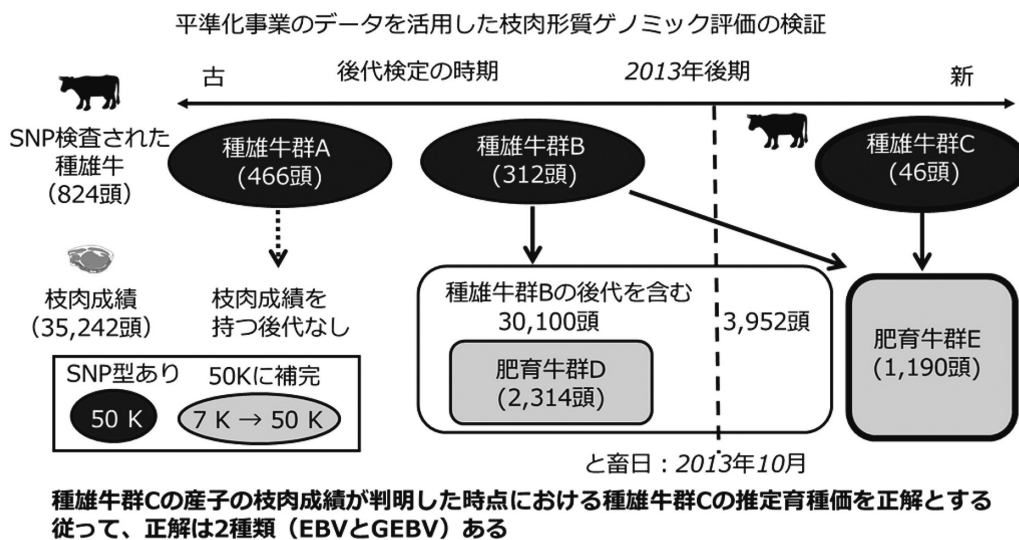 平準化事業のデータを活用した枝肉形質ゲノミック評価の検証
古
後代検定の時期
2013年後期
新
SNP検査された
種雄牛
(824頭)
種雄牛群A
(466頭)
種雄牛群B
(312頭)
種雄牛群C
(46頭)
枝肉成績
(35,242頭)
枝肉成績を
持つ後代なし
種雄牛群Bの後代を含む
30,100頭
3,952頭
肥育牛群D
(2,314頭)
肥育牛群E
(1,190頭)
SNP型あり
50Kに補完
50 K
7 K → 50 K
と畜日：2013年10月
種雄牛群Cの産子の枝肉成績が判明した時点における種雄牛群Cの推定育種価を正解とする
従って、正解は2種類（EBVとGEBV）ある